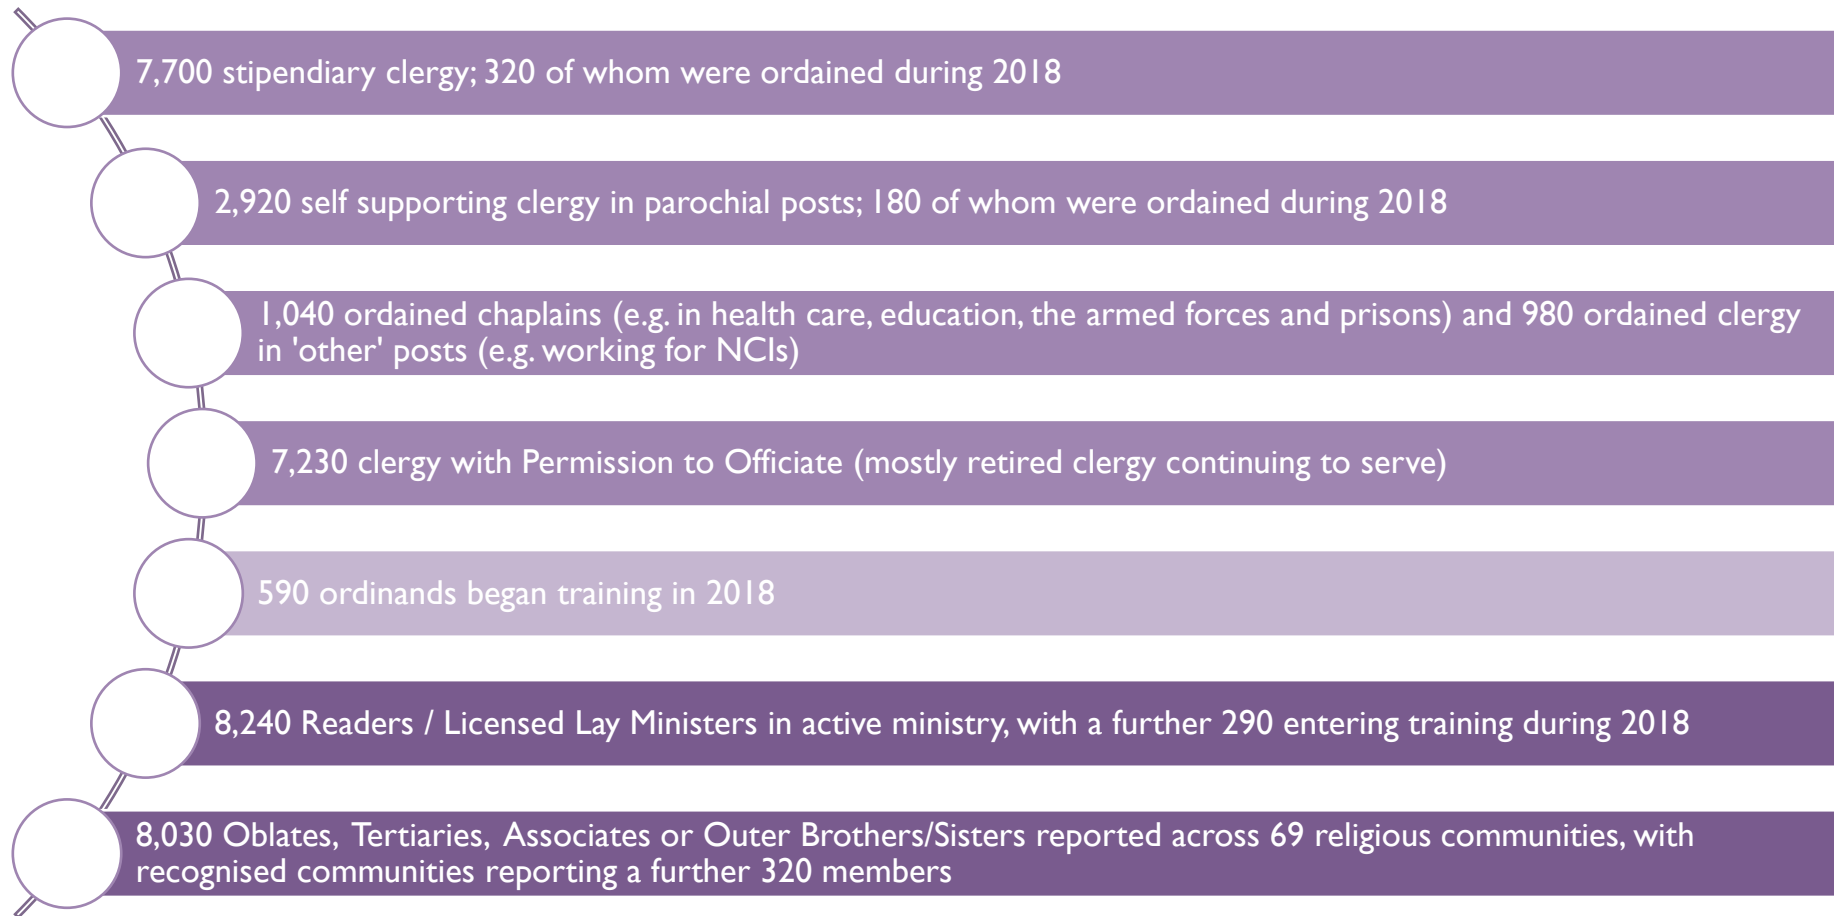 7,700 stipendiary clergy; 320 of whom were ordained during 2018
2,920 self supporting clergy in parochial posts; 180 of whom were ordained during 2018
1,040 ordained chaplains (e.g. in health care, education, the armed forces and prisons) and 980 ordained clergy
in 'other' posts (e.g. working for NCIs)
7,230 clergy with Permission to Officiate (mostly retired clergy continuing to serve)
590 ordinands began training in 2018
8,240 Readers / Licensed Lay Ministers in active ministry, with a further 290 entering training during 2018
8,030 Oblates, Tertiaries, Associates or Outer Brothers/Sisters reported across 69 religious communities, with
recognised communities reporting a further 320 members